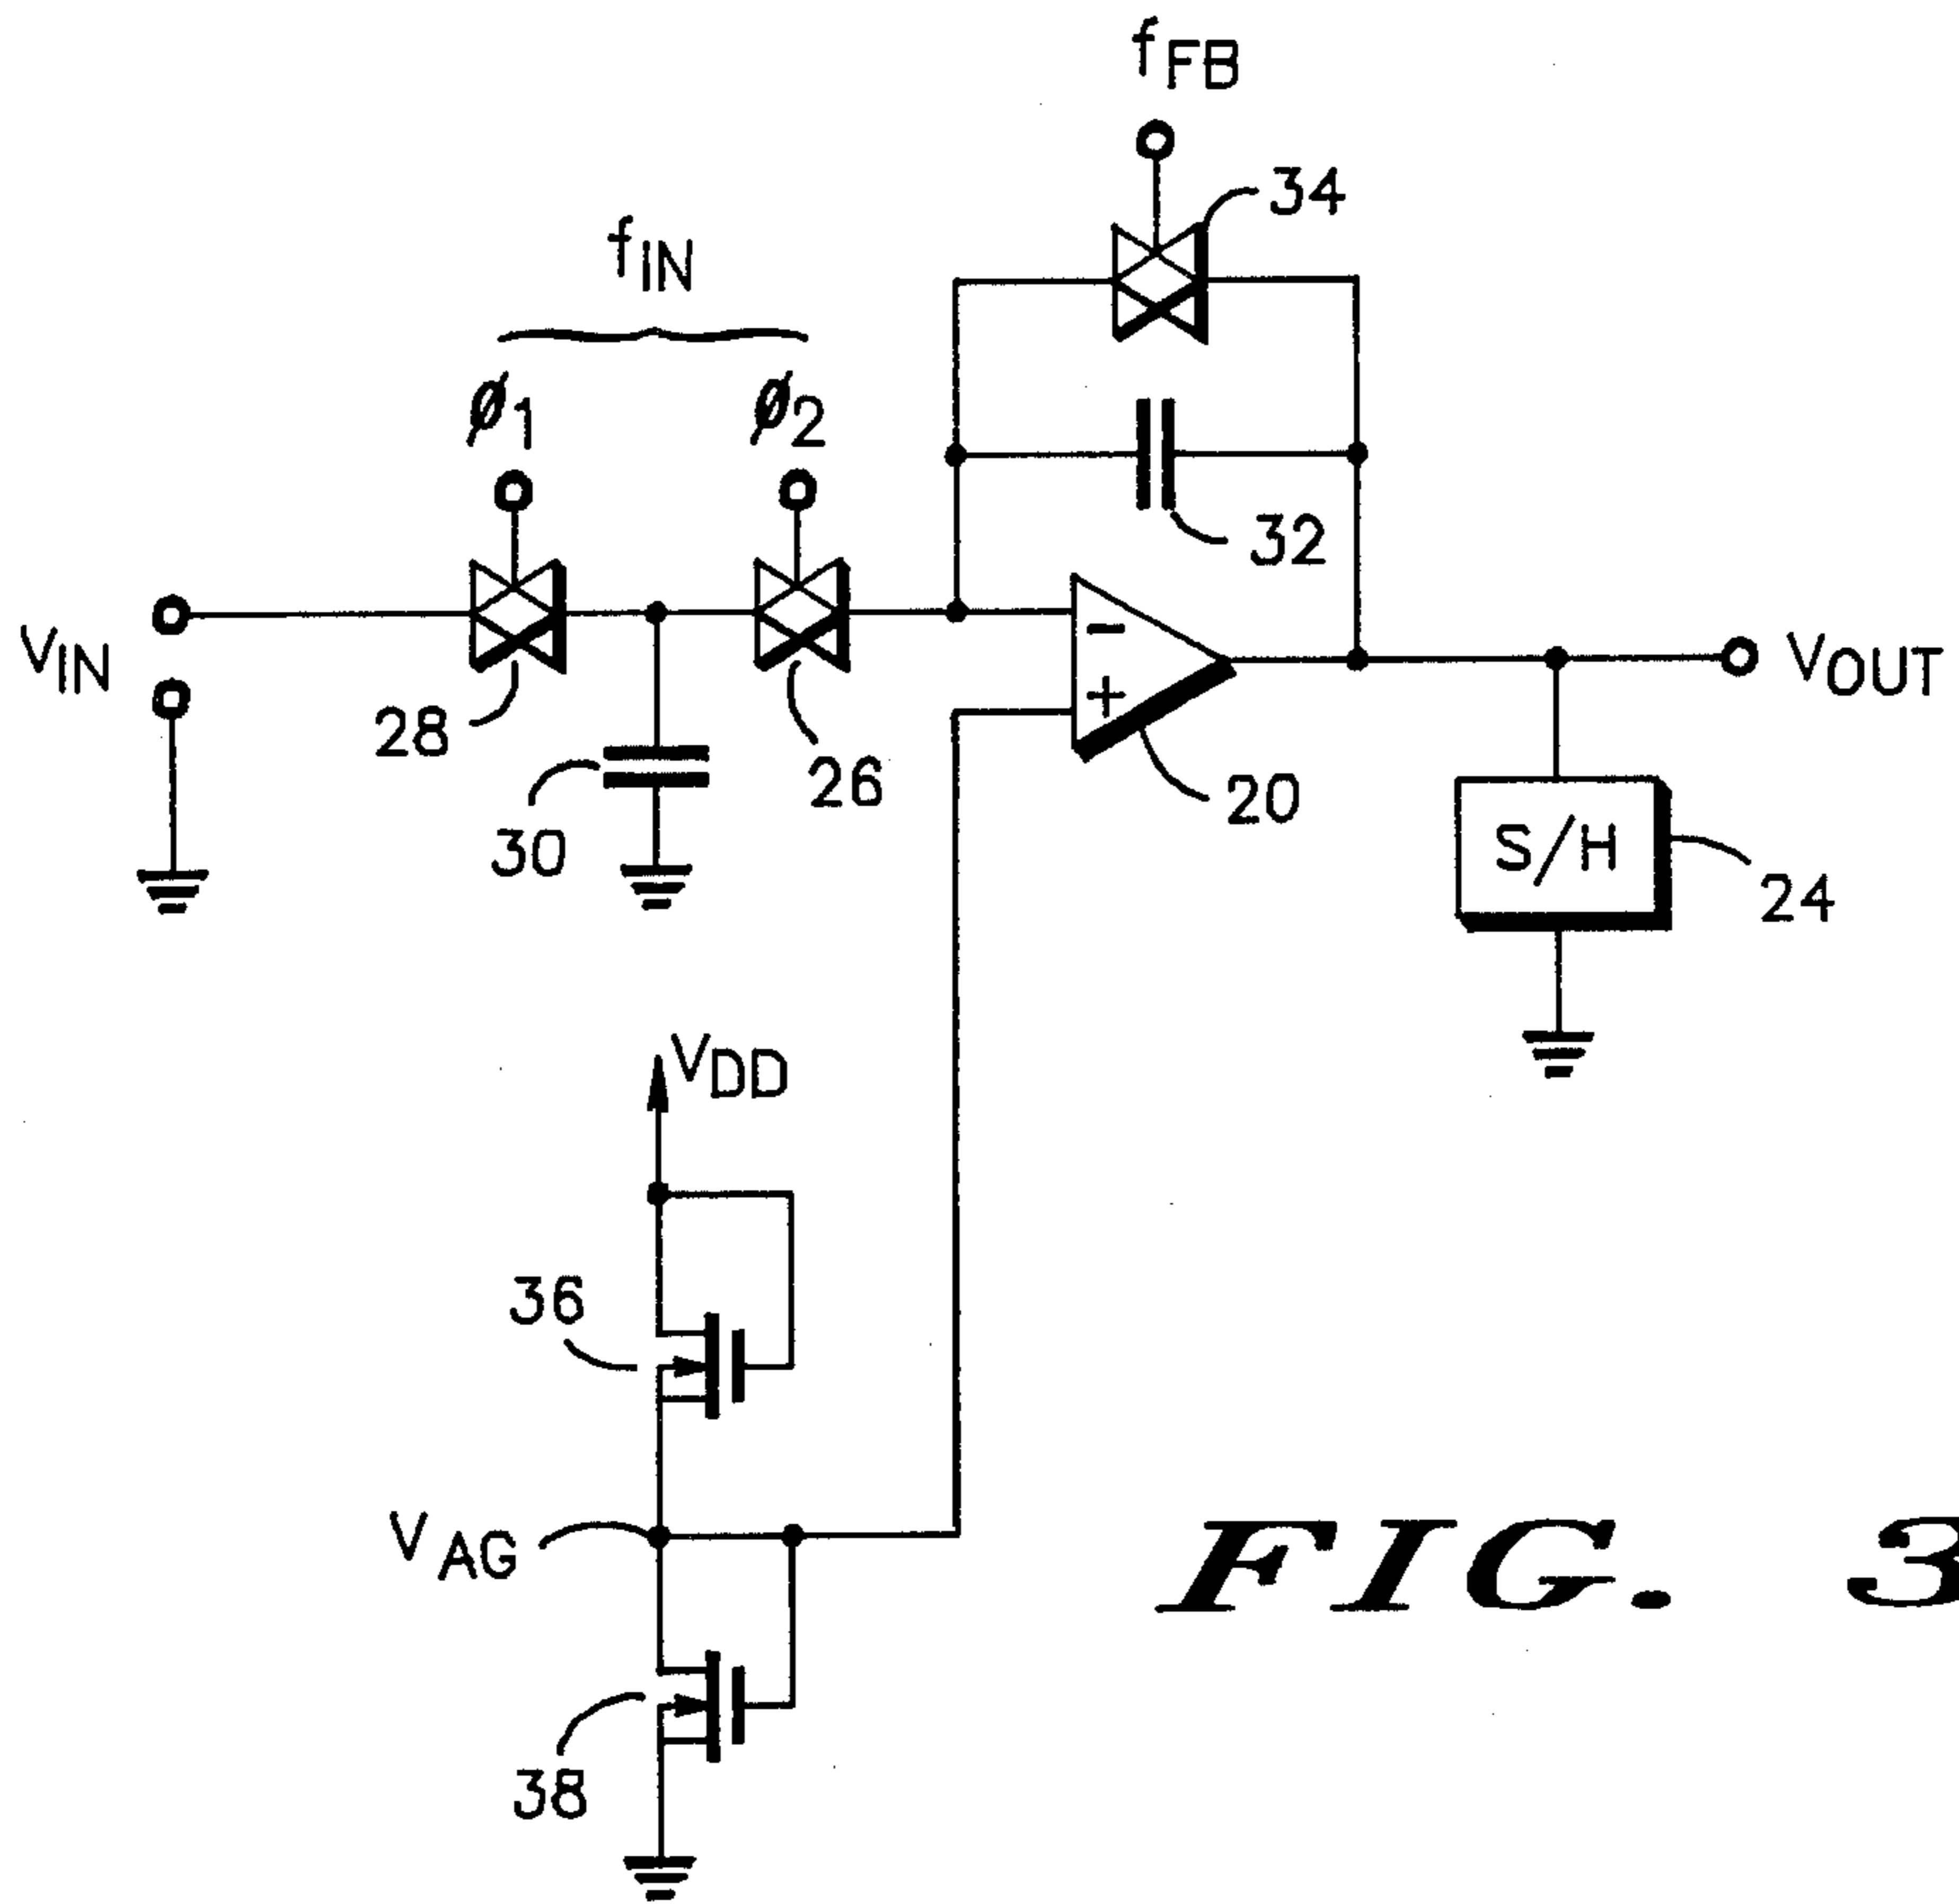 fFB
34
fIN
ø1
ø2
32
VIN
28
26
-
+
20
VOUT
30
S/H
24
VDD
36
VAG
38
FIG. 3